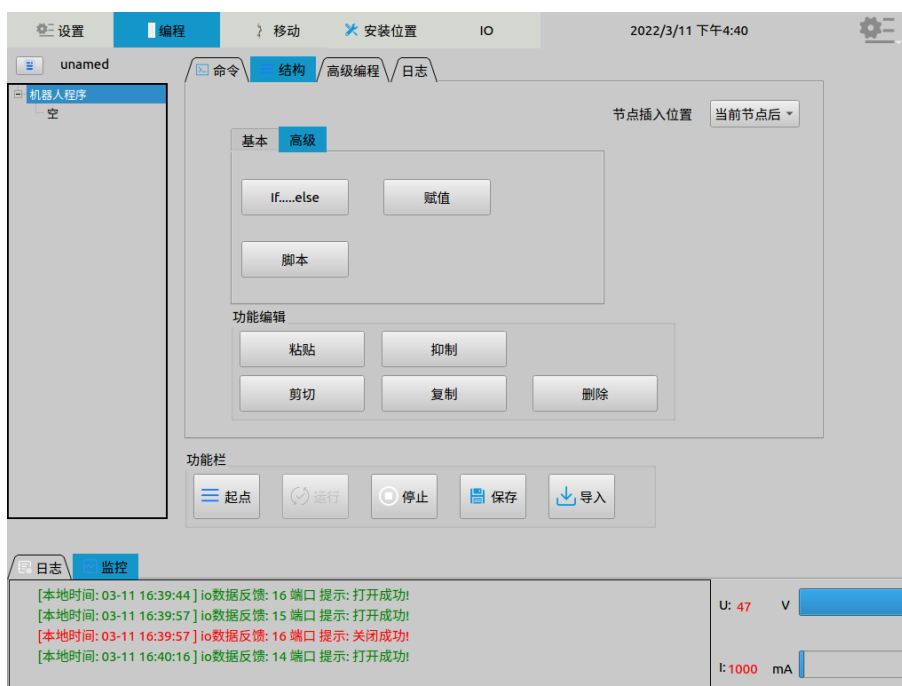 设置 编程 移动 安装位置 IO 2022/3/11 下午4:40
unamed 命令 结构 高级编程 日志
机器人程序
空
节点插入位置 当前节点后
基本 高级
If.....else 赋值
脚本
功能编辑
粘贴 抑制
剪切 复制 删除
功能栏
起点 运行 停止 保存 导入
日志 监控
[本地时间: 03-11 16:39:44 ] io数据反馈: 16 端口 提示: 打开成功!
[本地时间: 03-11 16:39:57 ] io数据反馈: 15 端口 提示: 打开成功!
[本地时间: 03-11 16:39:57 ] io数据反馈: 16 端口 提示: 关闭成功!
[本地时间: 03-11 16:40:16 ] io数据反馈: 14 端口 提示: 打开成功!
U: 47 V
I: 1000 mA